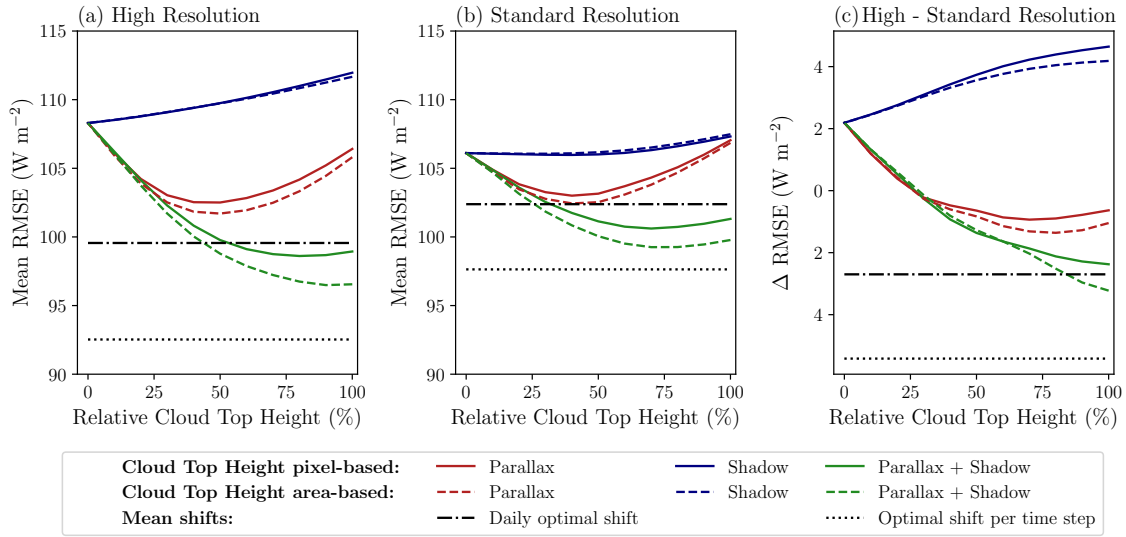 (a) High Resolution
(b) Standard Resolution
(c) High - Standard Resolution
Mean RMSE (W m⁻²)
115
110
105
100
95
90
0 25 50 75 100
Relative Cloud Top Height (%)
Mean RMSE (W m⁻²)
115
110
105
100
95
90
0 25 50 75 100
Relative Cloud Top Height (%)
Δ RMSE (W m⁻²)
4
2
0
2
4
0 25 50 75 100
Relative Cloud Top Height (%)
Cloud Top Height pixel-based: Parallax Shadow Parallax + Shadow
Cloud Top Height area-based: Parallax Shadow Parallax + Shadow
Mean shifts: Daily optimal shift Optimal shift per time step